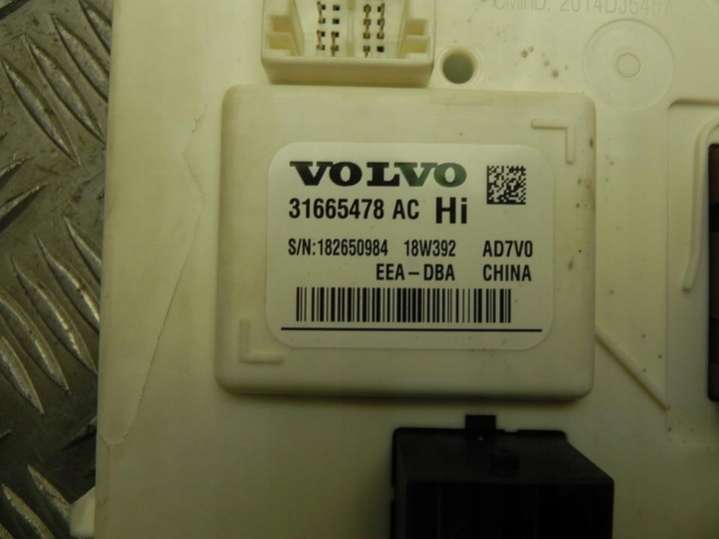 VOLVO
31665478 AC Hi
S/N:182650984 18W392 AD7V0
EEA-DBA CHINA